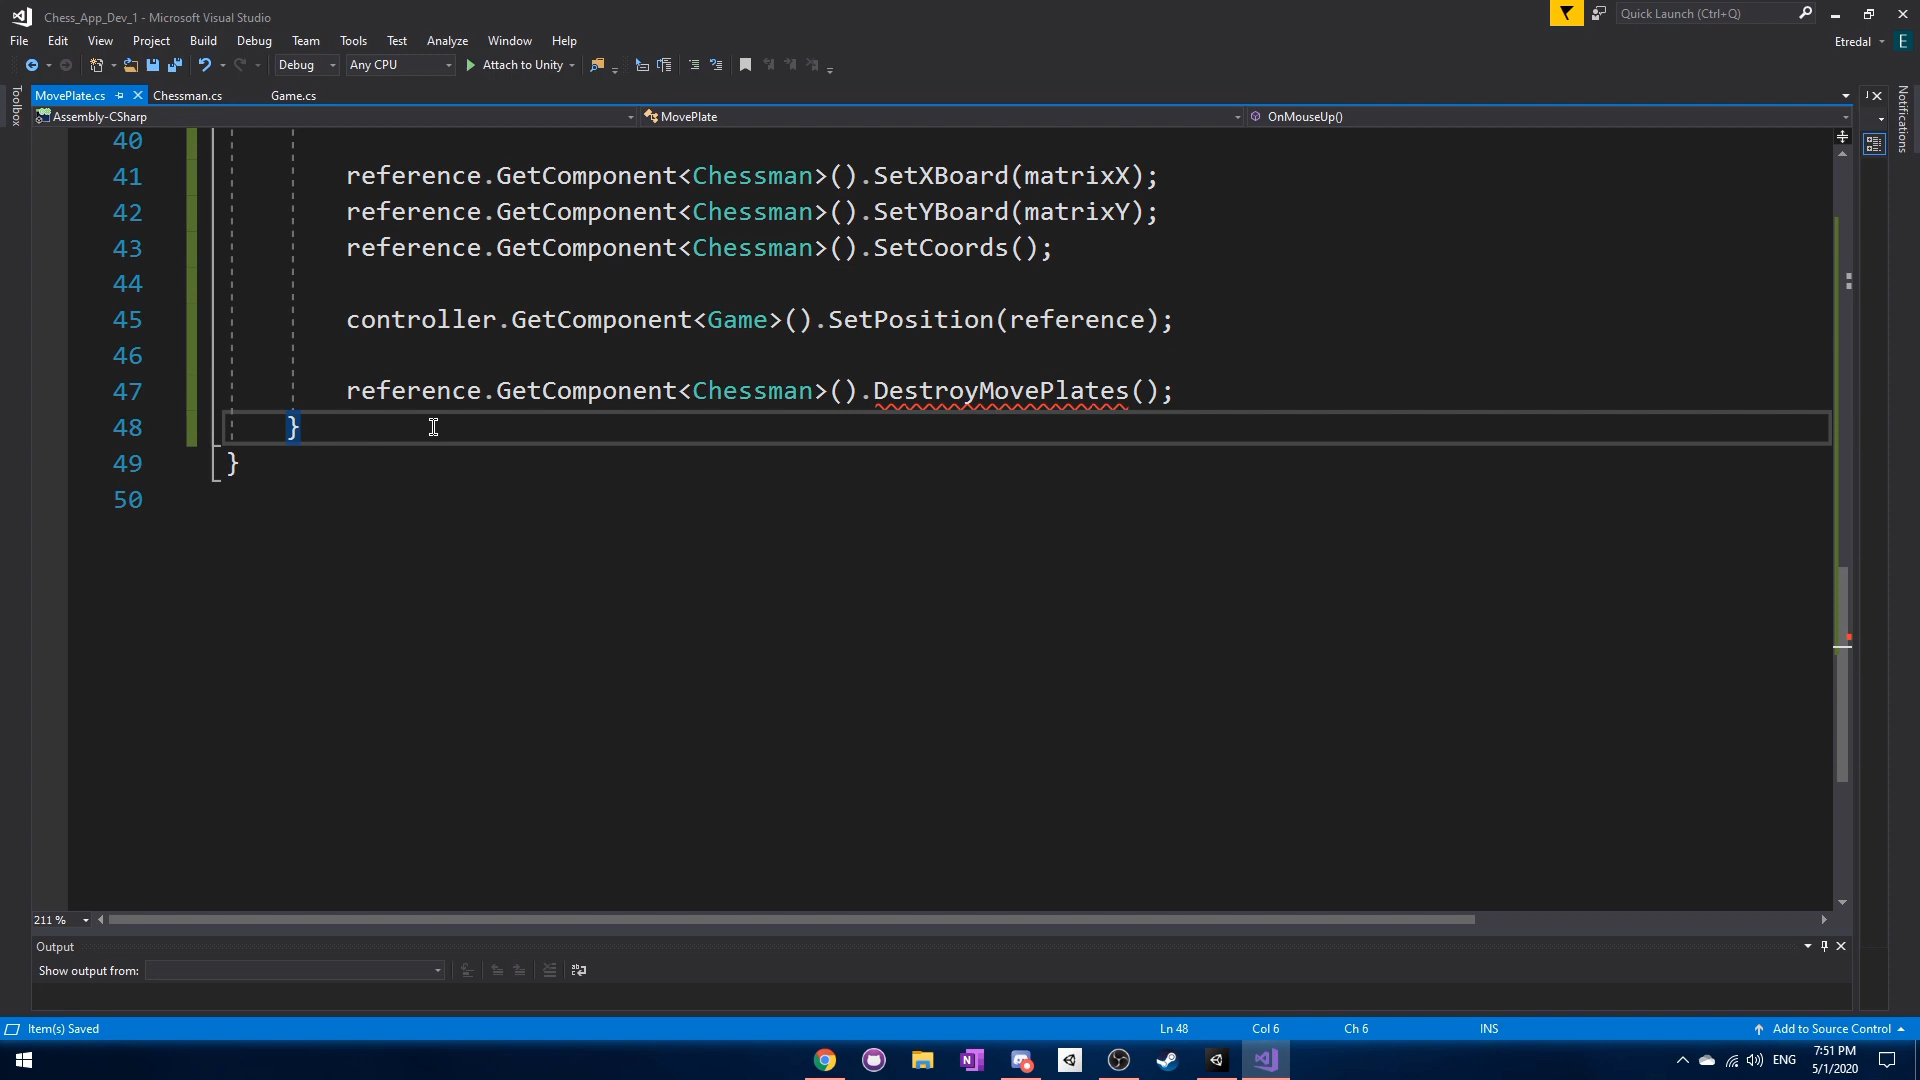 Chess_App_Dev_1 - Microsoft Visual Studio
Quick Launch (Ctrl+Q)
File Edit View Project Build Debug Team Tools Test Analyze Window Help
Etredal E
Debug Any CPU Attach to Unity
MovePlate.cs Chessman.cs Game.cs
Assembly-CSharp MovePlate OnMouseUp()
Toolbox
Notifications
40
41 reference.GetComponent<Chessman>().SetXBoard(matrixX);
42 reference.GetComponent<Chessman>().SetYBoard(matrixY);
43 reference.GetComponent<Chessman>().SetCoords();
44
45 controller.GetComponent<Game>().SetPosition(reference);
46
47 reference.GetComponent<Chessman>().DestroyMovePlates();
48 }
49 }
50
211 %
Output
Show output from:
Item(s) Saved Ln 48 Col 6 Ch 6 INS Add to Source Control
ENG 7:51 PM
5/1/2020